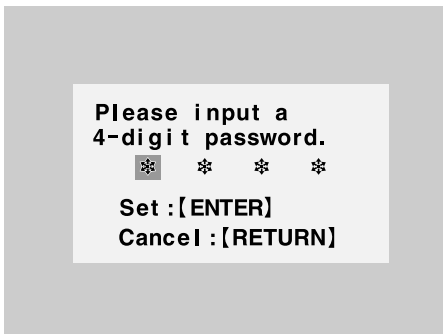 Please input a
4-digit password.
✽ ✽ ✽ ✽
Set :【ENTER】
Cancel :【RETURN】